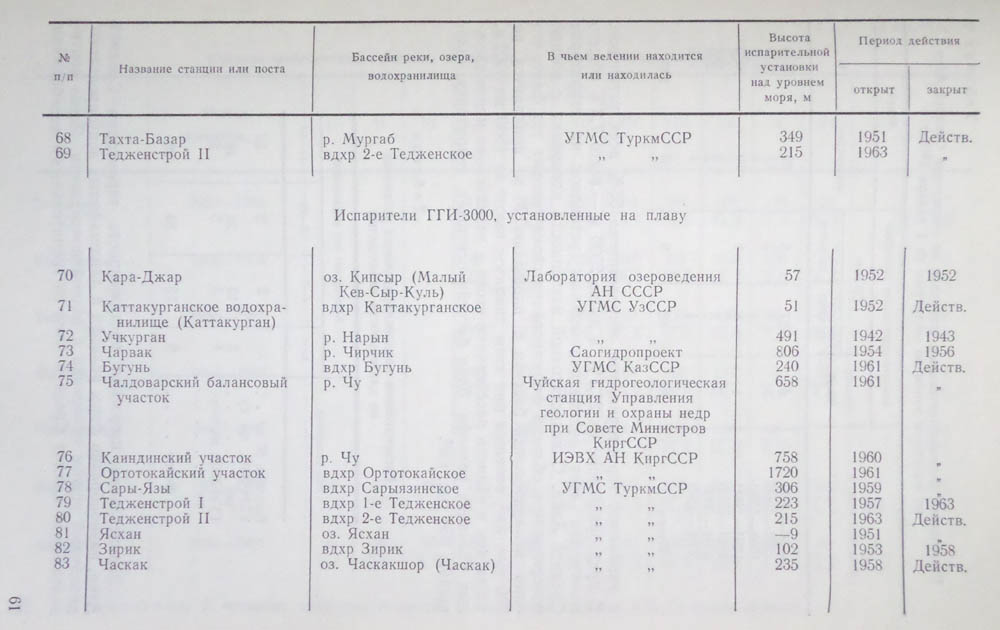 № п/п | Название станции или поста | Бассейн реки, озера, водохранилища | В чьем ведении находится или находилась | Высота испарительной установки над уровнем моря, м | Период действия
открыт | закрыт
68 Тахта-Базар р. Мургаб УГМС ТуркмССР 349 1951 Действ.
69 Тедженстрой II вдхр 2-е Тедженское „ „ 215 1963 „
Испарители ГГИ-3000, установленные на плаву
70 Кара-Джар оз. Кипсыр (Малый Лаборатория озероведения 57 1952 1952
Кев-Сыр-Куль) АН СССР
71 Каттакурганское водохра- вдхр Каттакурганское УГМС УзССР 51 1952 Действ.
нилище (Каттакурган)
72 Учкурган р. Нарын „ „ 491 1942 1943
73 Чарвак р. Чирчик Саогидропроект 806 1954 1956
74 Бугунь вдхр Бугунь УГМС КазССР 240 1961 Действ.
75 Чалдоварский балансовый р. Чу Чуйская гидрогеологическая 658 1961 „
участок станция Управления
геологии и охраны недр
при Совете Министров
КиргССР
76 Каиндинский участок р. Чу ИЭВХ АН КиргССР 758 1960 „
77 Ортотокайский участок вдхр Ортотокайское „ „ 1720 1961 „
78 Сары-Язы вдхр Сарыязинское УГМС ТуркмССР 306 1959 „
79 Тедженстрой I вдхр 1-е Тедженское „ „ 223 1957 1963
80 Тедженстрой II вдхр 2-е Тедженское „ „ 215 1963 Действ.
81 Ясхан оз. Ясхан „ „ —9 1951 „
82 Зирик вдхр Зирик „ „ 102 1953 1958
83 Часкак оз. Часкакшор (Часкак) „ „ 235 1958 Действ.
61